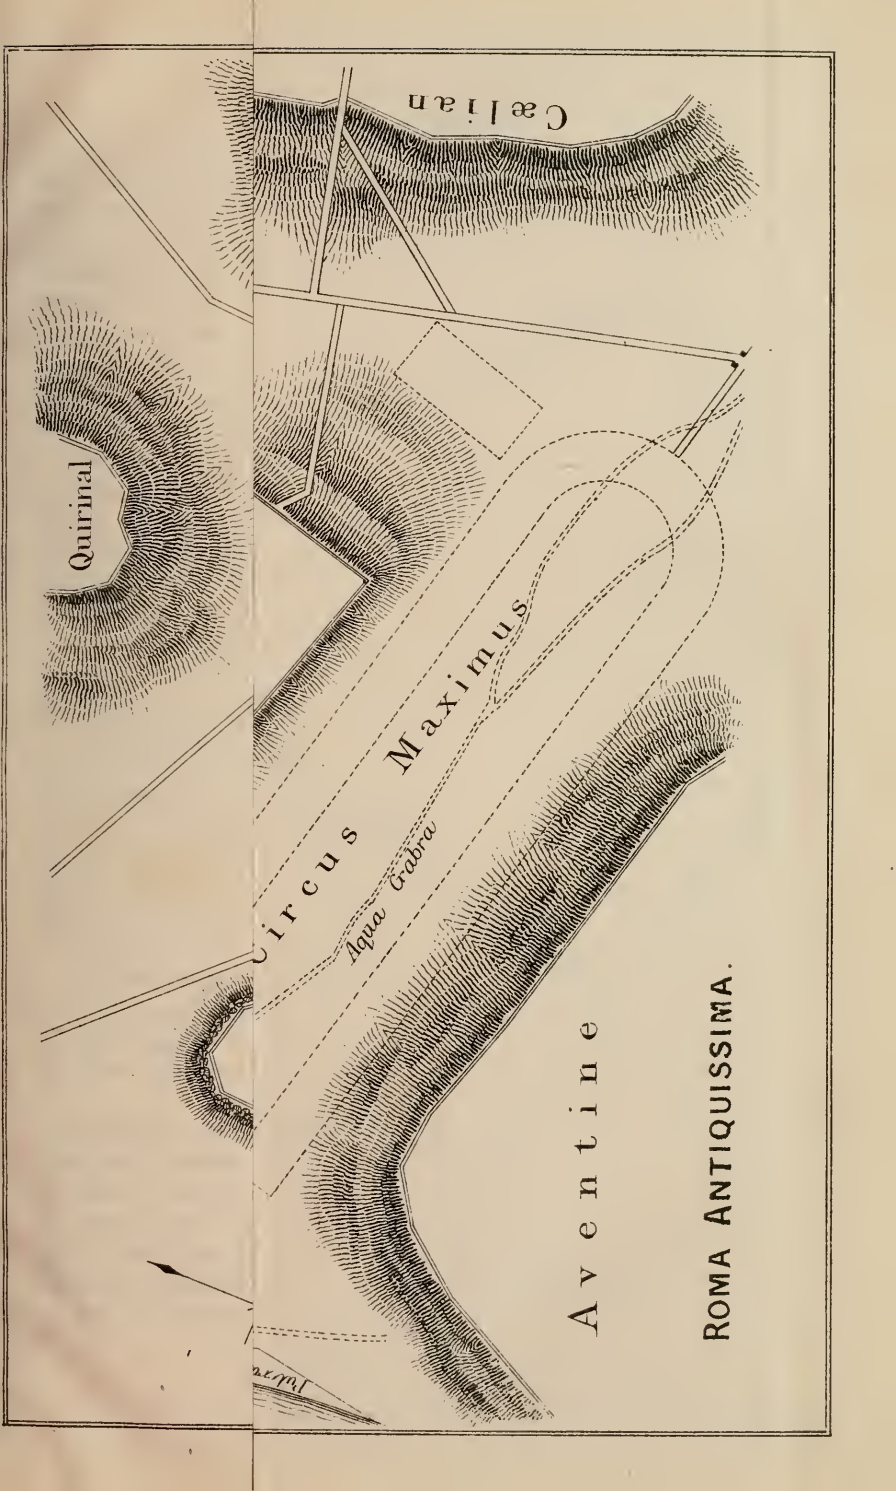 Quirinal
Cælian
Circus Maximus
Aqua Crabra
Aventine
ROMA ANTIQUISSIMA.